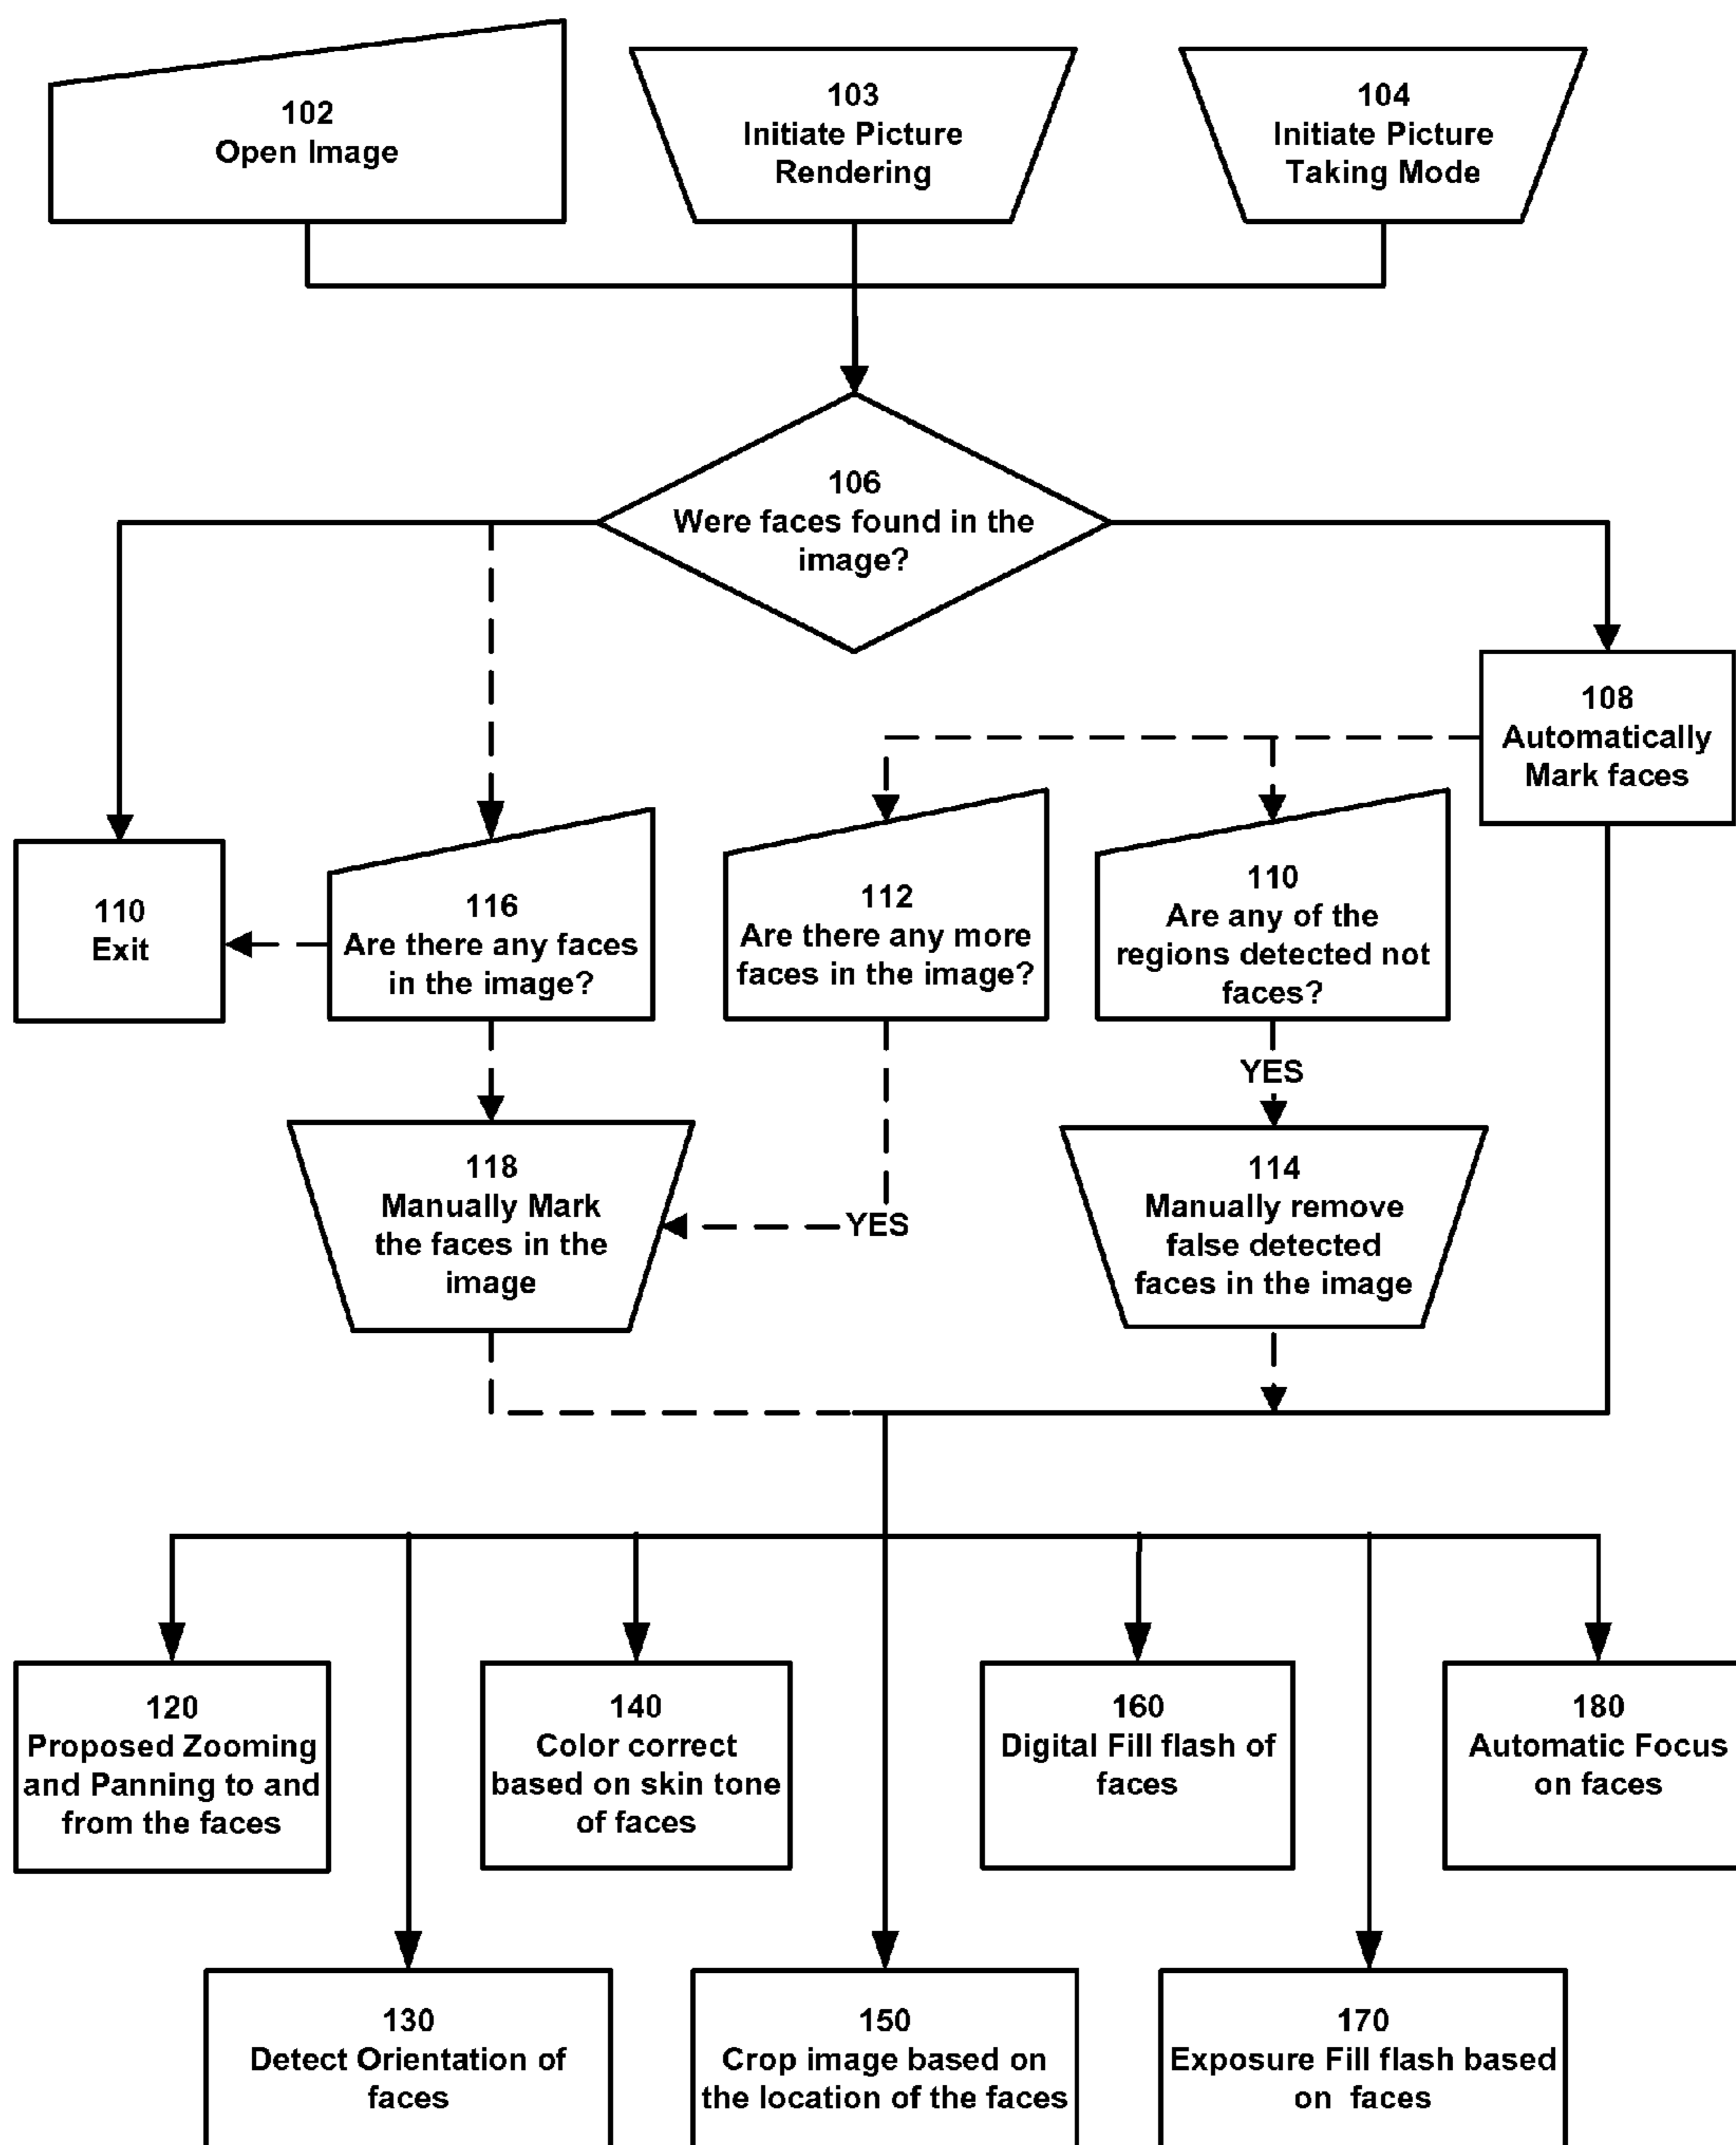 102
Open Image
103
Initiate Picture
Rendering
104
Initiate Picture
Taking Mode
106
Were faces found in the
image?
108
Automatically
Mark faces
110
Exit
116
Are there any faces
in the image?
112
Are there any more
faces in the image?
110
Are any of the
regions detected not
faces?
YES
118
Manually Mark
the faces in the
image
YES
114
Manually remove
false detected
faces in the image
120
Proposed Zooming
and Panning to and
from the faces
140
Color correct
based on skin tone
of faces
160
Digital Fill flash of
faces
180
Automatic Focus
on faces
130
Detect Orientation of
faces
150
Crop image based on
the location of the faces
170
Exposure Fill flash based
on faces